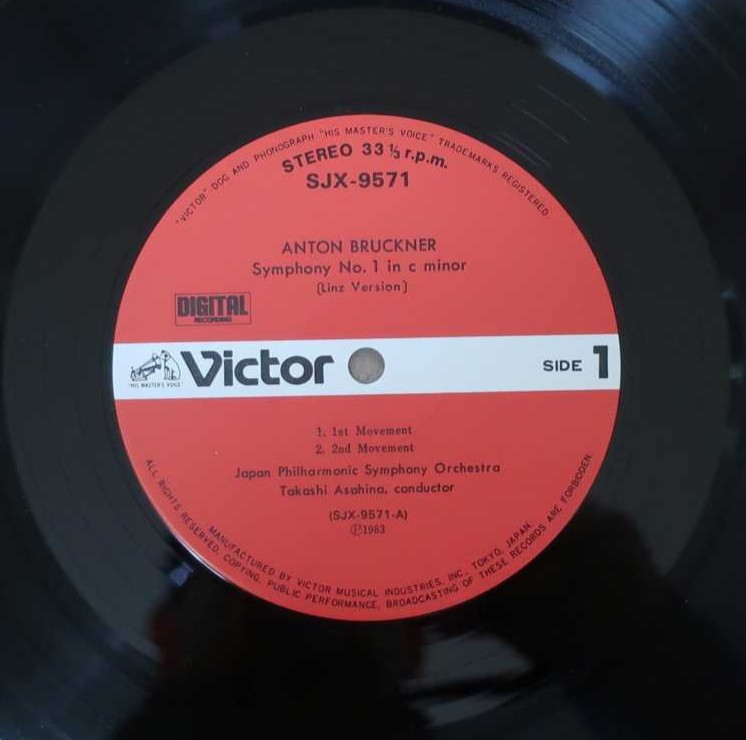 "VICTOR"-DOG AND PHONOGRAPH "HIS MASTER'S VOICE" TRADEMARKS REGISTERED
STEREO 33 ⅓ r.p.m.
SJX-9571
ANTON BRUCKNER
Symphony No. 1 in c minor
(Linz Version)
DIGITAL
RECORDING
"HIS MASTER'S VOICE"
Victor
SIDE 1
1. 1st Movement
2. 2nd Movement
Japan Philharmonic Symphony Orchestra
Takashi Asahina, conductor
(SJX-9571-A)
Ⓟ1983
MANUFACTURED BY VICTOR MUSICAL INDUSTRIES, INC., TOKYO, JAPAN
ALL RIGHTS RESERVED. COPYING, PUBLIC PERFORMANCE, BROADCASTING OF THESE RECORDS ARE FORBIDDEN.